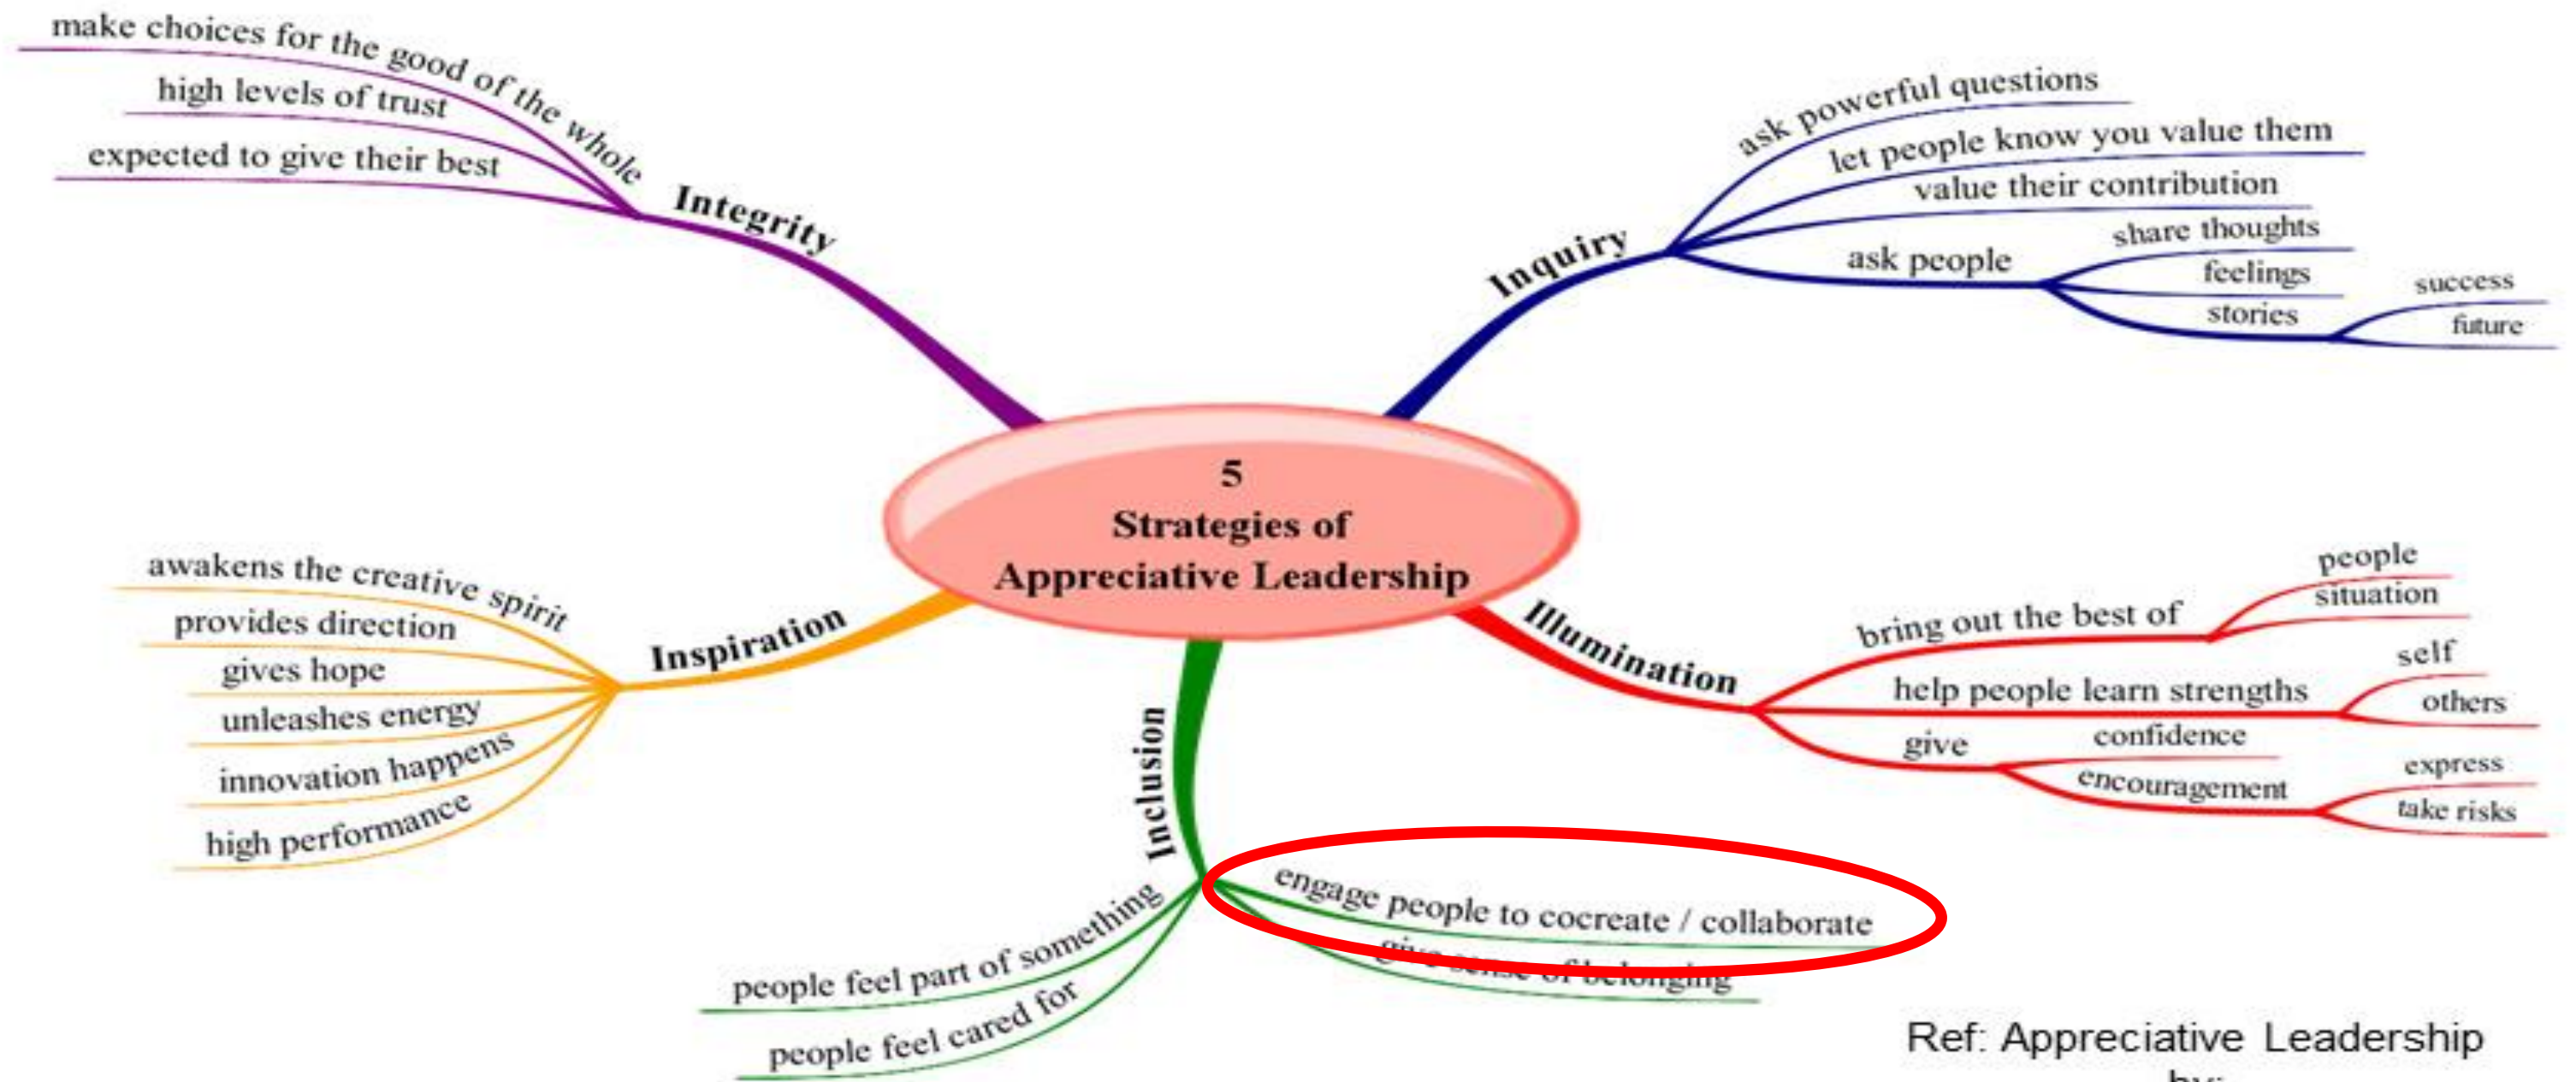 make choices for the good of the whole
high levels of trust
expected to give their best
Integrity
ask powerful questions
let people know you value them
value their contribution
Inquiry
ask people
share thoughts
feelings
stories
success
future
5
Strategies of
Appreciative Leadership
awakens the creative spirit
provides direction
gives hope
unleashes energy
innovation happens
high performance
Inspiration
Illumination
bring out the best of
people
situation
help people learn strengths
self
others
give
confidence
encouragement
express
take risks
Inclusion
engage people to cocreate / collaborate
give sense of belonging
people feel part of something
people feel cared for
Ref: Appreciative Leadership
by: